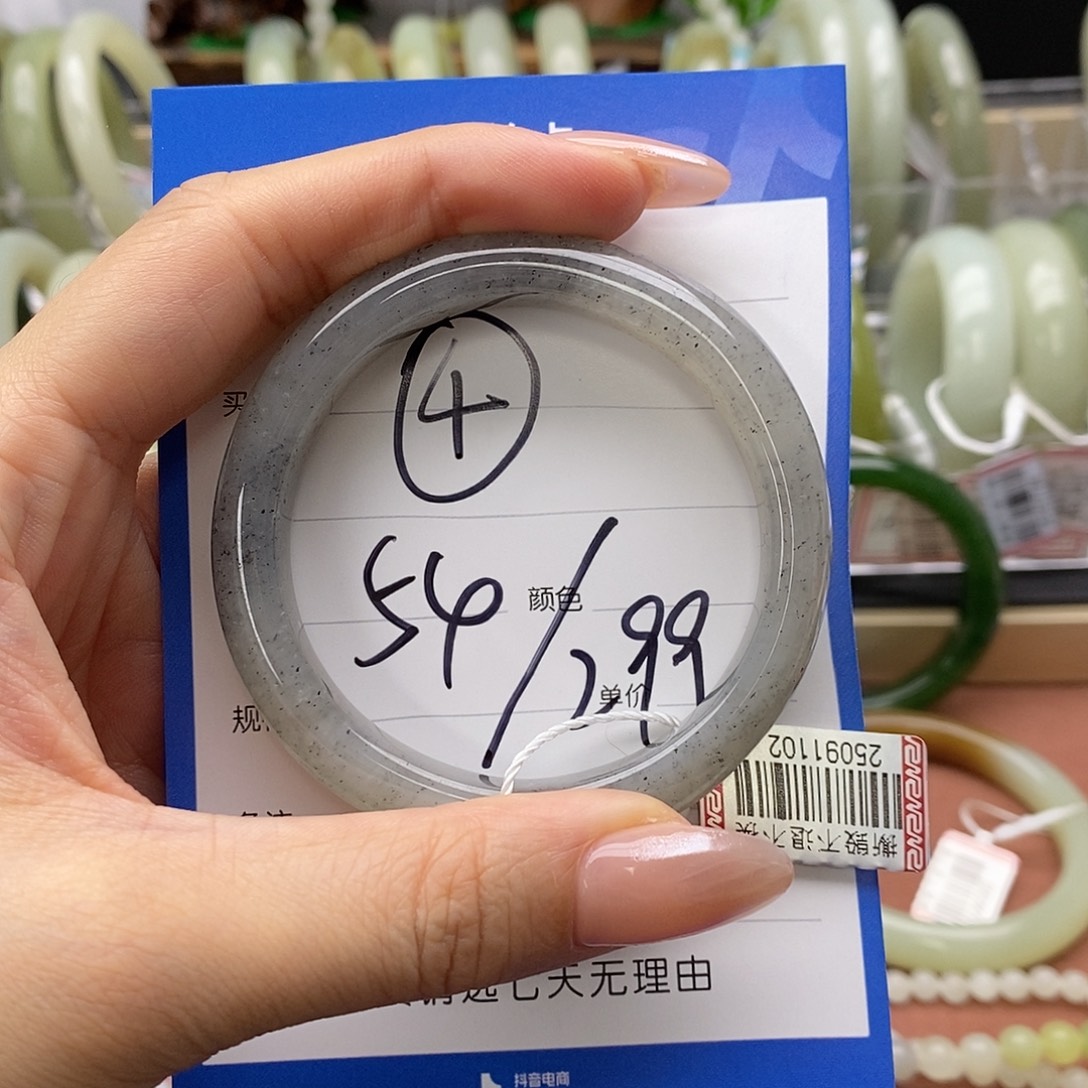 买
④
54/299
颜色
单价
规
25091102
撕毁不退不换
七天无理由
抖音电商